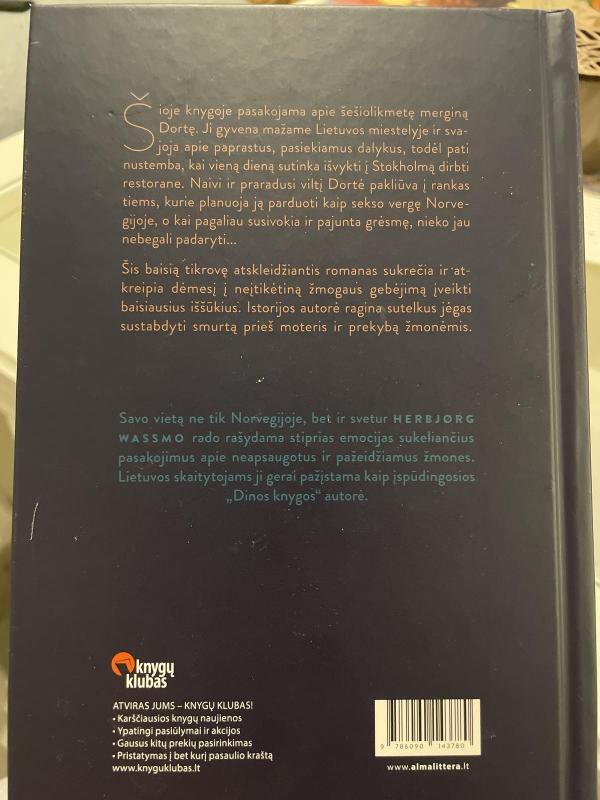 Šioje knygoje pasakojama apie šešiolikmetę merginą
Dortę. Ji gyvena mažame Lietuvos miestelyje ir sva-
joja apie paprastus, pasiekiamus dalykus, todėl pati
nustemba, kai vieną dieną sutinka išvykti į Stokholmą dirbti
restorane. Naivi ir praradusi viltį Dortė pakliūva į rankas
tiems, kurie planuoja ją parduoti kaip sekso vergę Norve-
gijoje, o kai pagaliau susivokia ir pajunta grėsmę, nieko jau
nebegali padaryti...
Šis baisią tikrovę atskleidžiantis romanas sukrečia ir at-
kreipia dėmesį į neįtikėtiną žmogaus gebėjimą įveikti
baisiausius iššūkius. Istorijos autorė ragina sutelkus jėgas
sustabdyti smurtą prieš moteris ir prekybą žmonėmis.
Savo vietą ne tik Norvegijoje, bet ir svetur HERBJØRG
WASSMO rado rašydama stiprias emocijas sukeliančius
pasakojimus apie neapsaugotus ir pažeidžiamus žmones.
Lietuvos skaitytojams ji gerai pažįstama kaip įspūdingosios
„Dinos knygos“ autorė.
knygų
klubas
ATVIRAS JUMS – KNYGŲ KLUBAS!
• Karščiausios knygų naujienos
• Ypatingi pasiūlymai ir akcijos
• Gausus kitų prekių pasirinkimas
• Pristatymas į bet kurį pasaulio kraštą
www.knyguklubas.lt
9 786090 143780
www.almalittera.lt